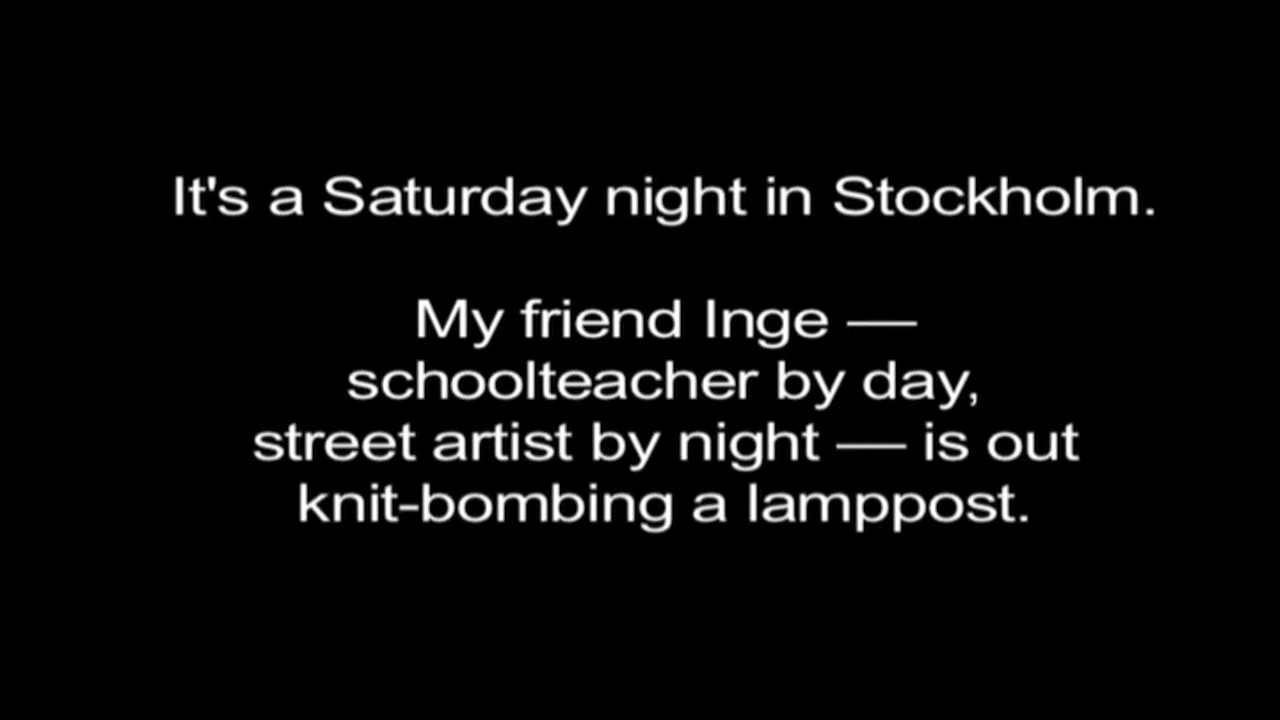 It's a Saturday night in Stockholm.
My friend Inge —
schoolteacher by day,
street artist by night — is out
knit-bombing a lamppost.